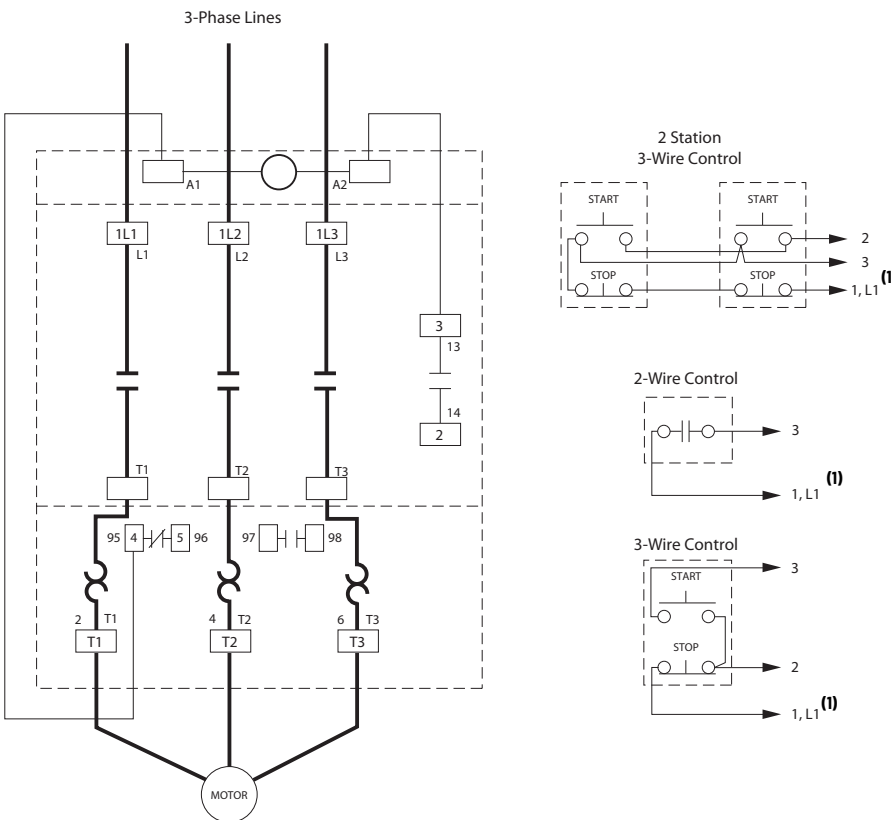 3-Phase Lines
A1
A2
1L1
1L2
1L3
L1
L2
L3
3
13
14
2
T1
T2
T3
95
4
5
96
97
98
2 T1
4 T2
6 T3
T1
T2
T3
MOTOR
2 Station
3-Wire Control
START
START
2
3
STOP
STOP
1, L1 (1
2-Wire Control
3
1, L1 (1)
3-Wire Control
3
START
STOP
2
1, L1 (1)